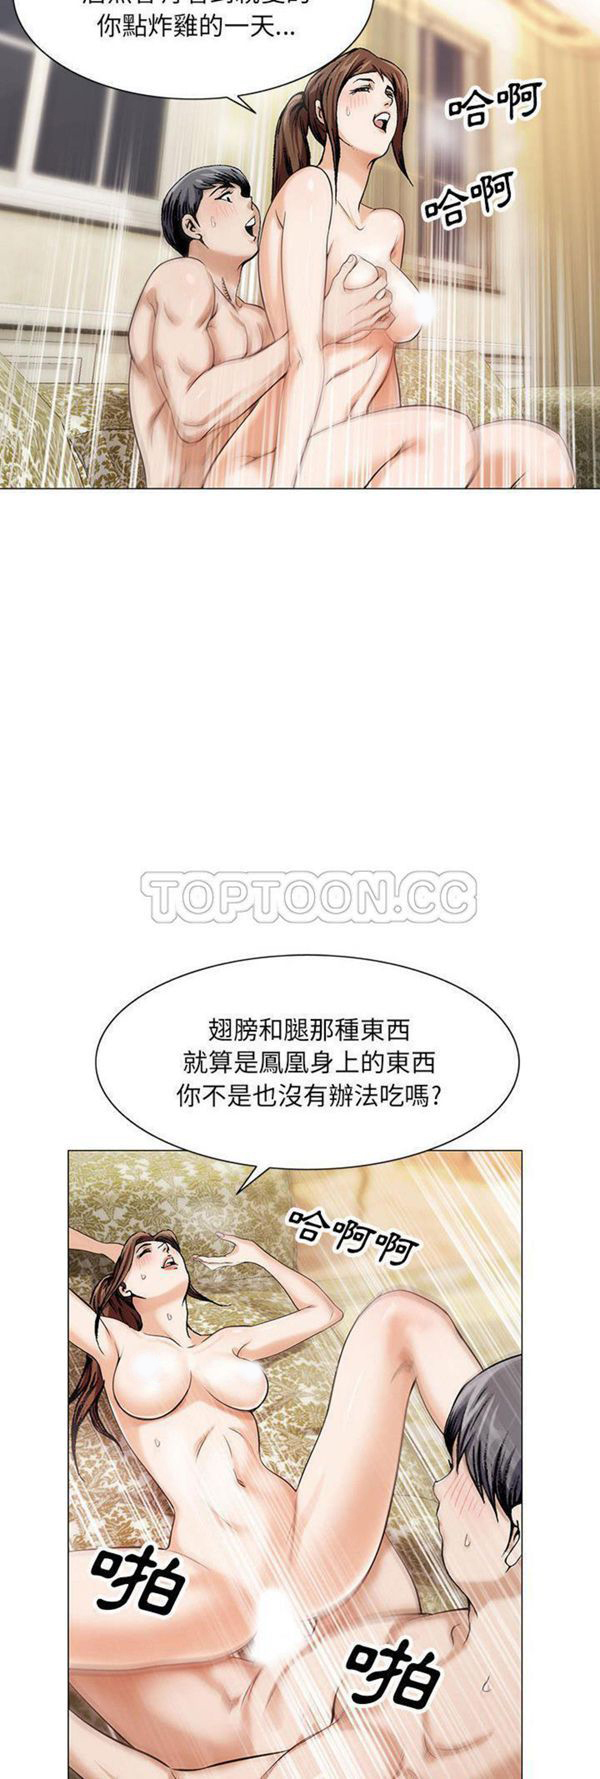 你點炸雞的一天...
哈啊
哈啊
TOPTOON.CC
翅膀和腿那種東西
就算是鳳凰身上的東西
你不是也沒有辦法吃嗎?
哈啊啊
啪
啪